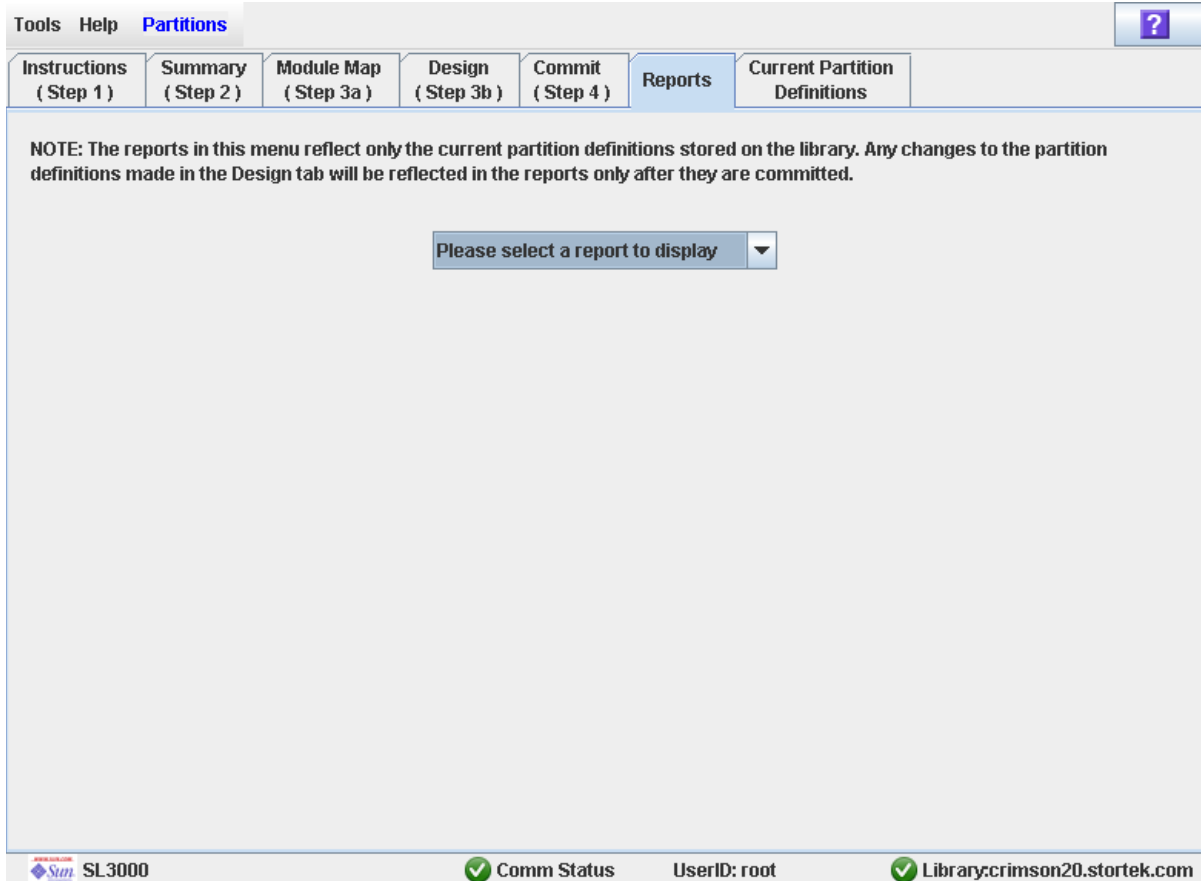 Tools Help Partitions
?
Instructions
( Step 1 )
Summary
( Step 2 )
Module Map
( Step 3a )
Design
( Step 3b )
Commit
( Step 4 )
Reports
Current Partition
Definitions
NOTE: The reports in this menu reflect only the current partition definitions stored on the library. Any changes to the partition
definitions made in the Design tab will be reflected in the reports only after they are committed.
Please select a report to display
Sun SL3000
Comm Status
UserID: root
Library:crimson20.stortek.com